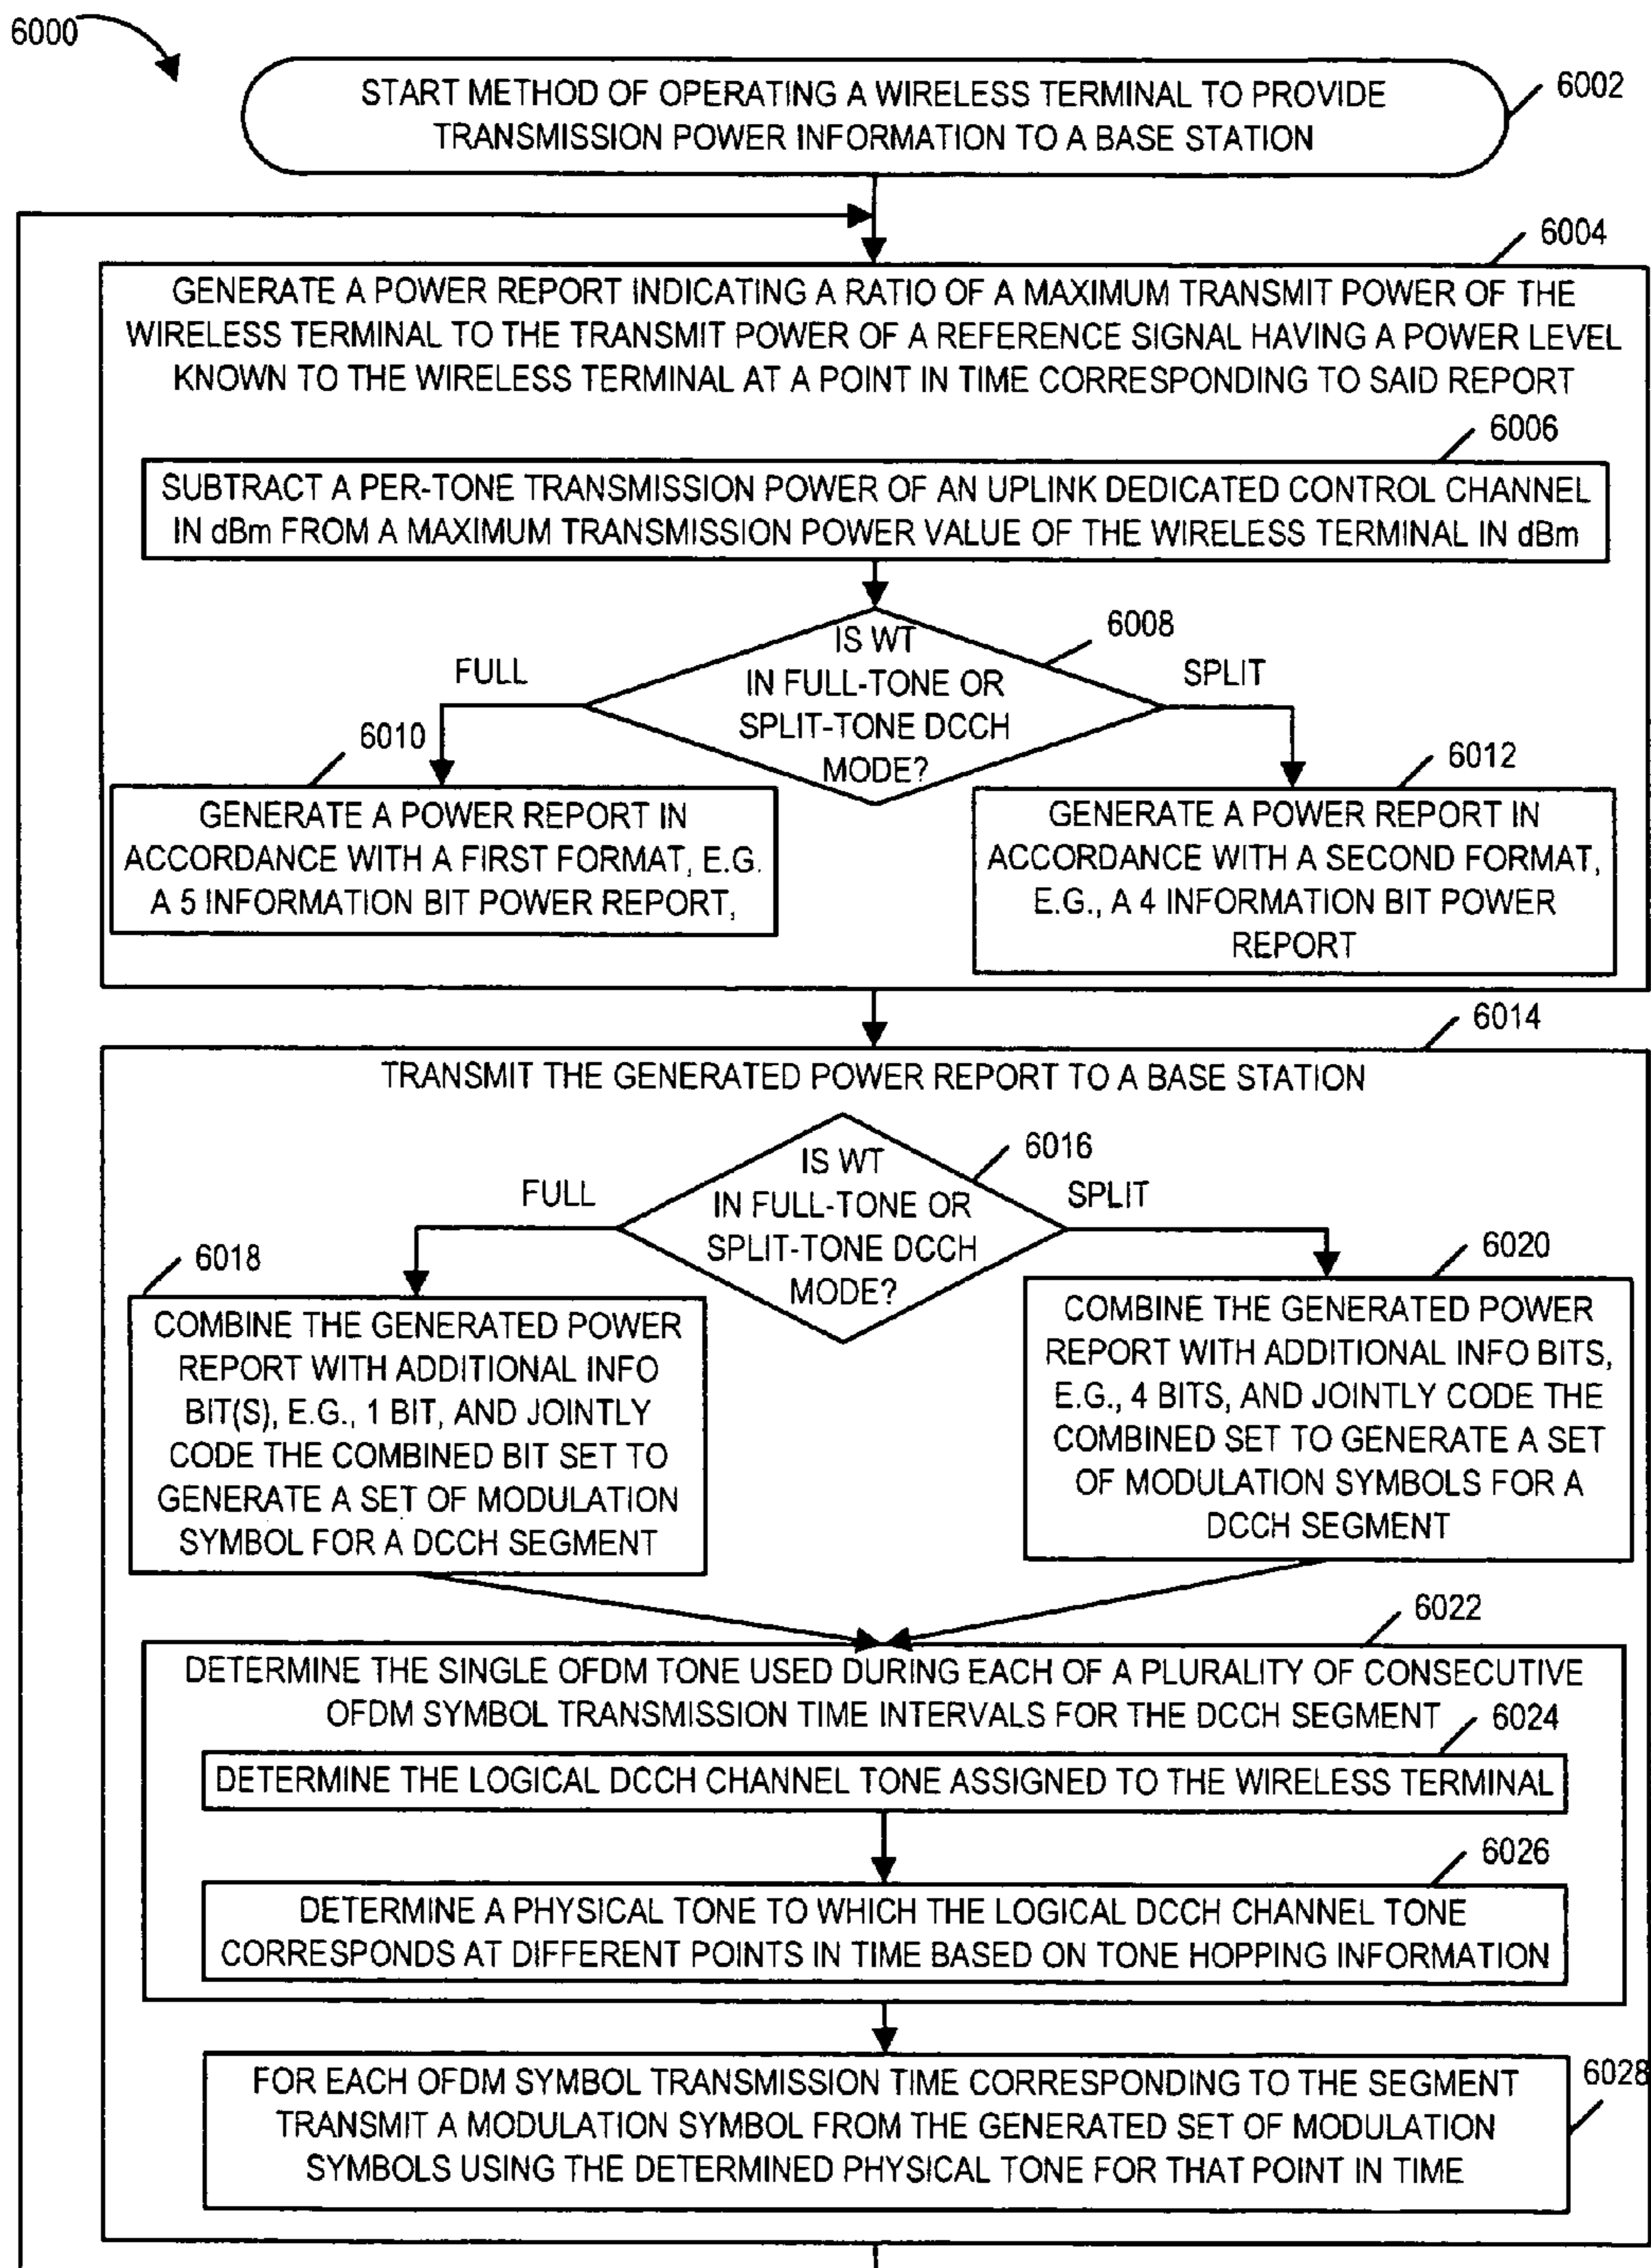 6000
START METHOD OF OPERATING A WIRELESS TERMINAL TO PROVIDE
TRANSMISSION POWER INFORMATION TO A BASE STATION
6002
6004
GENERATE A POWER REPORT INDICATING A RATIO OF A MAXIMUM TRANSMIT POWER OF THE
WIRELESS TERMINAL TO THE TRANSMIT POWER OF A REFERENCE SIGNAL HAVING A POWER LEVEL
KNOWN TO THE WIRELESS TERMINAL AT A POINT IN TIME CORRESPONDING TO SAID REPORT
6006
SUBTRACT A PER-TONE TRANSMISSION POWER OF AN UPLINK DEDICATED CONTROL CHANNEL
IN dBm FROM A MAXIMUM TRANSMISSION POWER VALUE OF THE WIRELESS TERMINAL IN dBm
6008
IS WT
IN FULL-TONE OR
SPLIT-TONE DCCH
MODE?
FULL
SPLIT
6010
GENERATE A POWER REPORT IN
ACCORDANCE WITH A FIRST FORMAT, E.G.
A 5 INFORMATION BIT POWER REPORT,
6012
GENERATE A POWER REPORT IN
ACCORDANCE WITH A SECOND FORMAT,
E.G., A 4 INFORMATION BIT POWER
REPORT
6014
TRANSMIT THE GENERATED POWER REPORT TO A BASE STATION
6016
IS WT
IN FULL-TONE OR
SPLIT-TONE DCCH
MODE?
FULL
SPLIT
6018
COMBINE THE GENERATED POWER
REPORT WITH ADDITIONAL INFO
BIT(S), E.G., 1 BIT, AND JOINTLY
CODE THE COMBINED BIT SET TO
GENERATE A SET OF MODULATION
SYMBOL FOR A DCCH SEGMENT
6020
COMBINE THE GENERATED POWER
REPORT WITH ADDITIONAL INFO BITS,
E.G., 4 BITS, AND JOINTLY CODE THE
COMBINED SET TO GENERATE A SET
OF MODULATION SYMBOLS FOR A
DCCH SEGMENT
6022
DETERMINE THE SINGLE OFDM TONE USED DURING EACH OF A PLURALITY OF CONSECUTIVE
OFDM SYMBOL TRANSMISSION TIME INTERVALS FOR THE DCCH SEGMENT
6024
DETERMINE THE LOGICAL DCCH CHANNEL TONE ASSIGNED TO THE WIRELESS TERMINAL
6026
DETERMINE A PHYSICAL TONE TO WHICH THE LOGICAL DCCH CHANNEL TONE
CORRESPONDS AT DIFFERENT POINTS IN TIME BASED ON TONE HOPPING INFORMATION
FOR EACH OFDM SYMBOL TRANSMISSION TIME CORRESPONDING TO THE SEGMENT
TRANSMIT A MODULATION SYMBOL FROM THE GENERATED SET OF MODULATION
SYMBOLS USING THE DETERMINED PHYSICAL TONE FOR THAT POINT IN TIME
6028